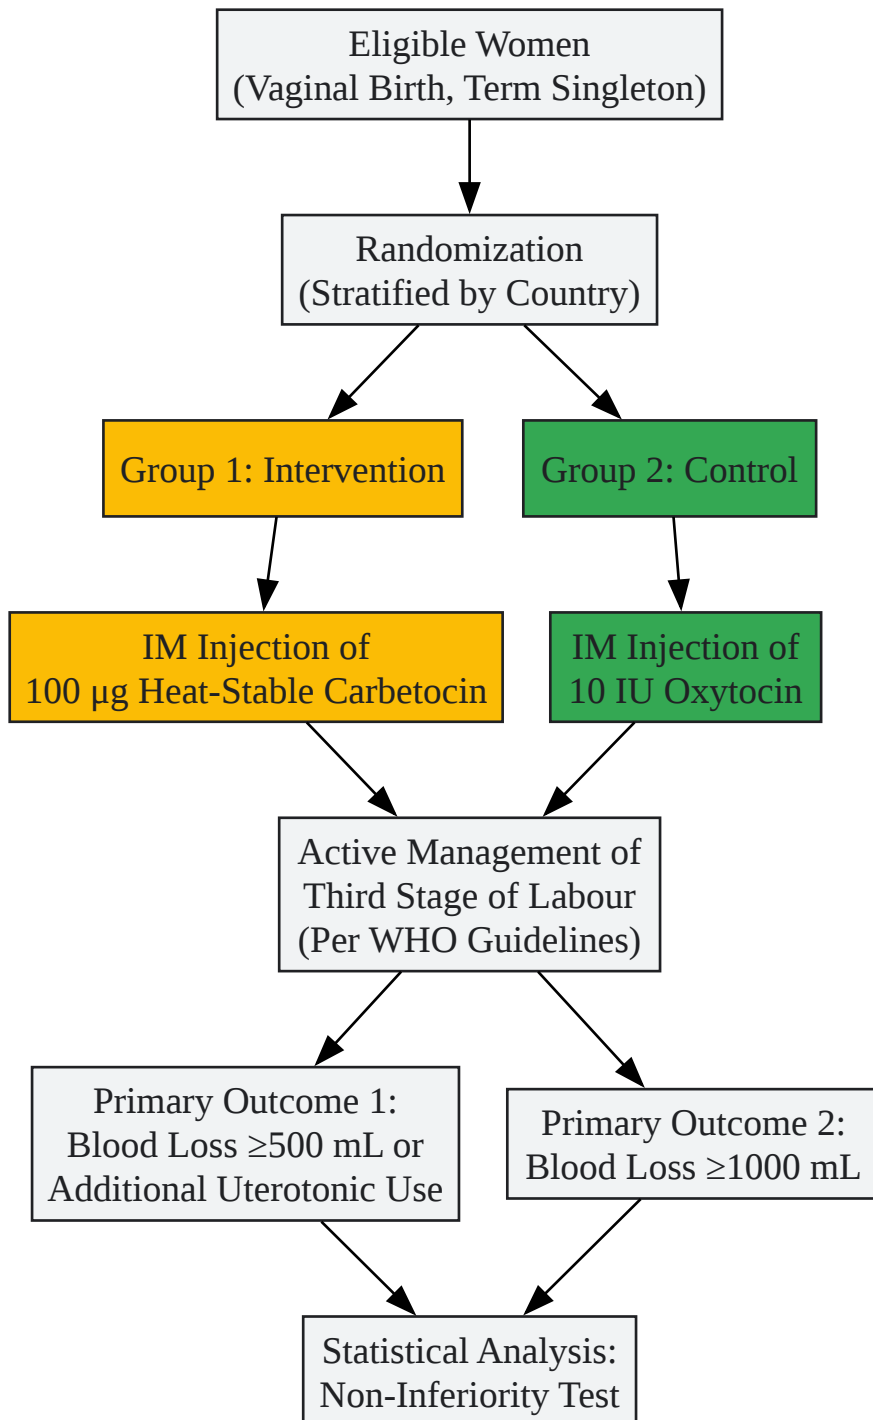 Eligible Women
(Vaginal Birth, Term Singleton)
Randomization
(Stratified by Country)
Group 1: Intervention
Group 2: Control
IM Injection of
100 μg Heat-Stable Carbetocin
IM Injection of
10 IU Oxytocin
Active Management of
Third Stage of Labour
(Per WHO Guidelines)
Primary Outcome 1:
Blood Loss ≥500 mL or
Additional Uterotonic Use
Primary Outcome 2:
Blood Loss ≥1000 mL
Statistical Analysis:
Non-Inferiority Test